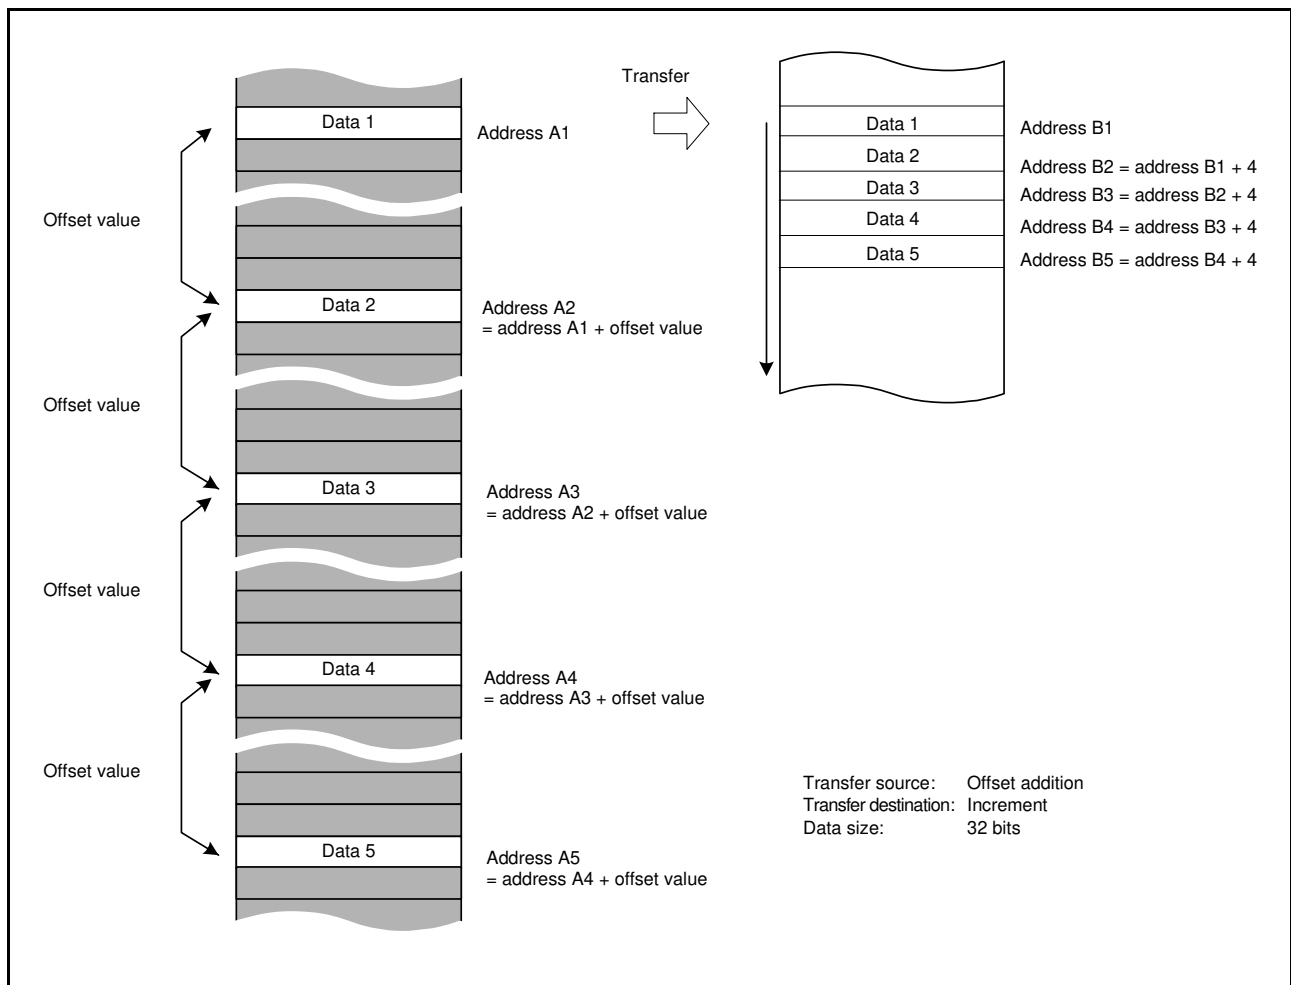 Transfer
Data 1
Address A1
Data 1
Address B1
Data 2
Address B2 = address B1 + 4
Data 3
Address B3 = address B2 + 4
Data 4
Address B4 = address B3 + 4
Data 5
Address B5 = address B4 + 4
Offset value
Data 2
Address A2
= address A1 + offset value
Offset value
Data 3
Address A3
= address A2 + offset value
Offset value
Data 4
Address A4
= address A3 + offset value
Offset value
Data 5
Address A5
= address A4 + offset value
Transfer source: Offset addition
Transfer destination: Increment
Data size: 32 bits